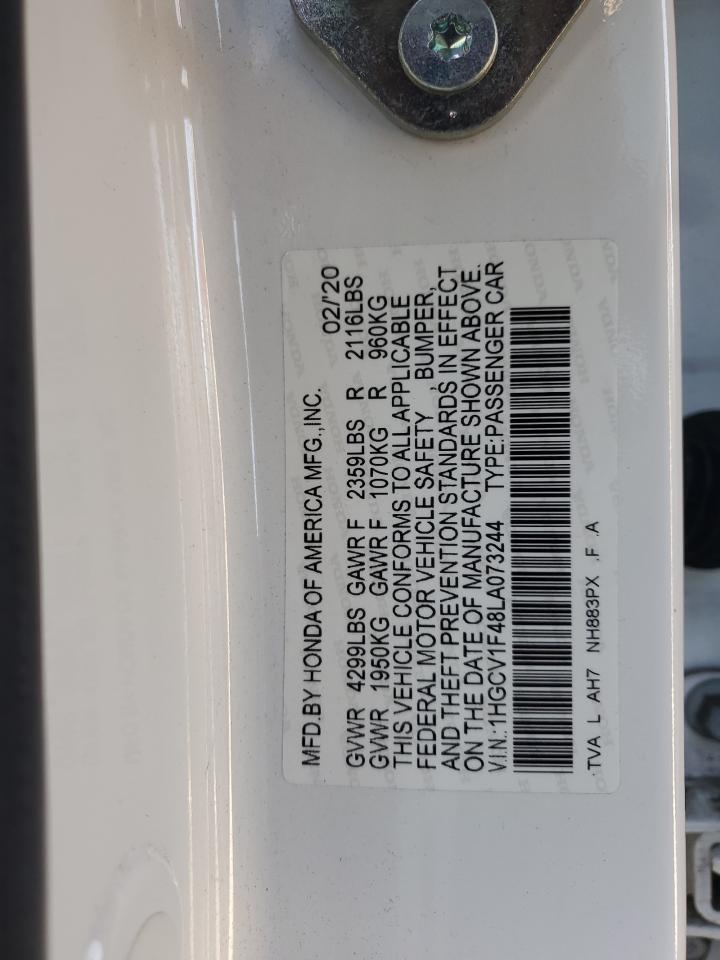 MFD.BY HONDA OF AMERICA MFG.,INC. 02/'20
GVWR 4299LBS GAWR F 2359LBS R 2116LBS
GVWR 1950KG GAWR F 1070KG R 960KG
THIS VEHICLE CONFORMS TO ALL APPLICABLE
FEDERAL MOTOR VEHICLE SAFETY , BUMPER,
AND THEFT PREVENTION STANDARDS IN EFFECT
ON THE DATE OF MANUFACTURE SHOWN ABOVE.
V.I.N.:1HGCV1F48LA073244 TYPE:PASSENGER CAR
TVA L AH7 NH883PX .F .A